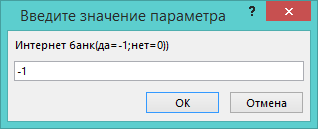 Введите значение параметра
?
Интернет банк(да=-1;нет=0))
-1
ОК
Отмена